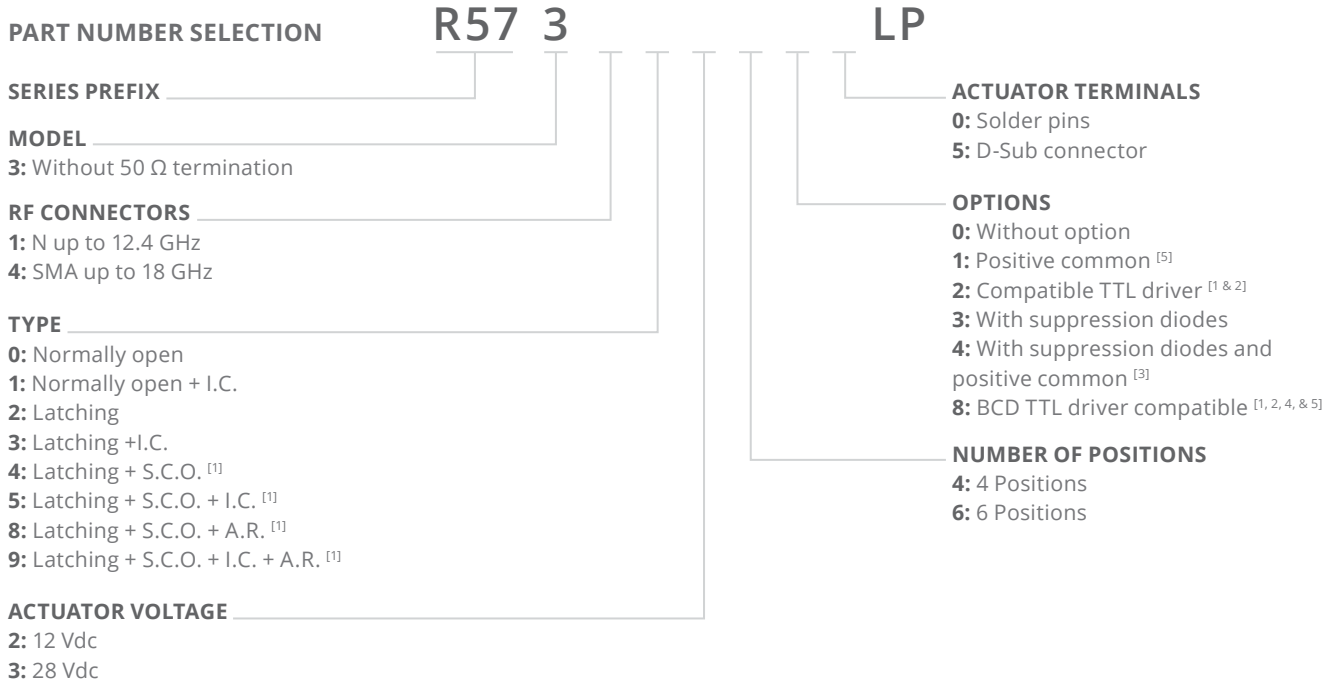 PART NUMBER SELECTION
R57 3 _ _ _ _ _ _ LP
SERIES PREFIX
MODEL
3: Without 50 Ω termination
RF CONNECTORS
1: N up to 12.4 GHz
4: SMA up to 18 GHz
TYPE
0: Normally open
1: Normally open + I.C.
2: Latching
3: Latching +I.C.
4: Latching + S.C.O. [1]
5: Latching + S.C.O. + I.C. [1]
8: Latching + S.C.O. + A.R. [1]
9: Latching + S.C.O. + I.C. + A.R. [1]
ACTUATOR VOLTAGE
2: 12 Vdc
3: 28 Vdc
ACTUATOR TERMINALS
0: Solder pins
5: D-Sub connector
OPTIONS
0: Without option
1: Positive common [5]
2: Compatible TTL driver [1 & 2]
3: With suppression diodes
4: With suppression diodes and
positive common [3]
8: BCD TTL driver compatible [1, 2, 4, & 5]
NUMBER OF POSITIONS
4: 4 Positions
6: 6 Positions